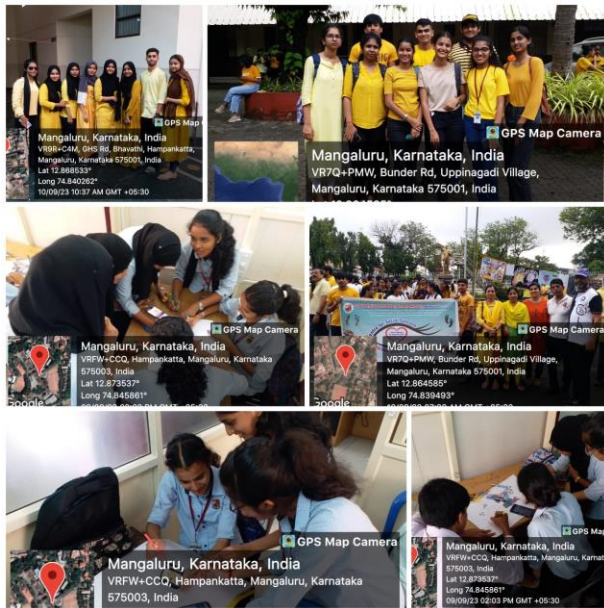 GPS Map
Mangaluru, Karnataka, India
VR9R+C4M, GHS Rd, Bhavathi, Hampankatta,
Mangaluru, Karnataka 575001, India
Lat 12.868533°
Long 74.840262°
10/09/23 10:37 AM GMT +05:30
GPS Map Camera
Mangaluru, Karnataka, India
VR7Q+PMW, Bunder Rd, Uppinagadi Village,
Mangaluru, Karnataka 575001, India
GPS Map Camera
Mangaluru, Karnataka, India
VRFW+CCQ, Hampankatta, Mangaluru, Karnataka
575003, India
Lat 12.873537°
Long 74.845861°
Google
GPS Map Camera
Mangaluru, Karnataka, India
VR7Q+PMW, Bunder Rd, Uppinagadi Village,
Mangaluru, Karnataka 575001, India
Lat 12.864585°
Long 74.839493°
Google
GPS Map Camera
Mangaluru, Karnataka, India
VRFW+CCQ, Hampankatta, Mangaluru, Karnataka
575003, India
GPS Map
Mangaluru, Karnataka, India
VRFW+CCQ, Hampankatta, Mangaluru,
575003, India
Lat 12.873537°
Long 74.845861°
09/09/23 02:03 PM GMT +05:30